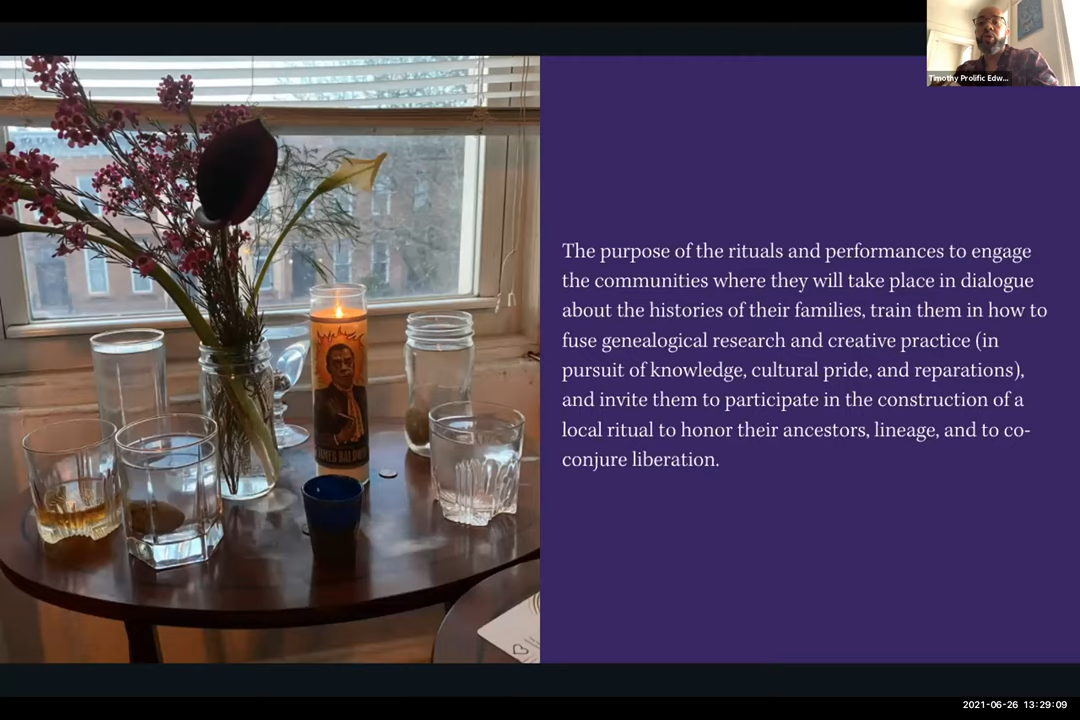 Timothy Prolific Edw...
The purpose of the rituals and performances to engage
the communities where they will take place in dialogue
about the histories of their families, train them in how to
fuse genealogical research and creative practice (in
pursuit of knowledge, cultural pride, and reparations),
and invite them to participate in the construction of a
local ritual to honor their ancestors, lineage, and to co-
conjure liberation.
JAMES BALDWIN
2021-06-26 13:29:09